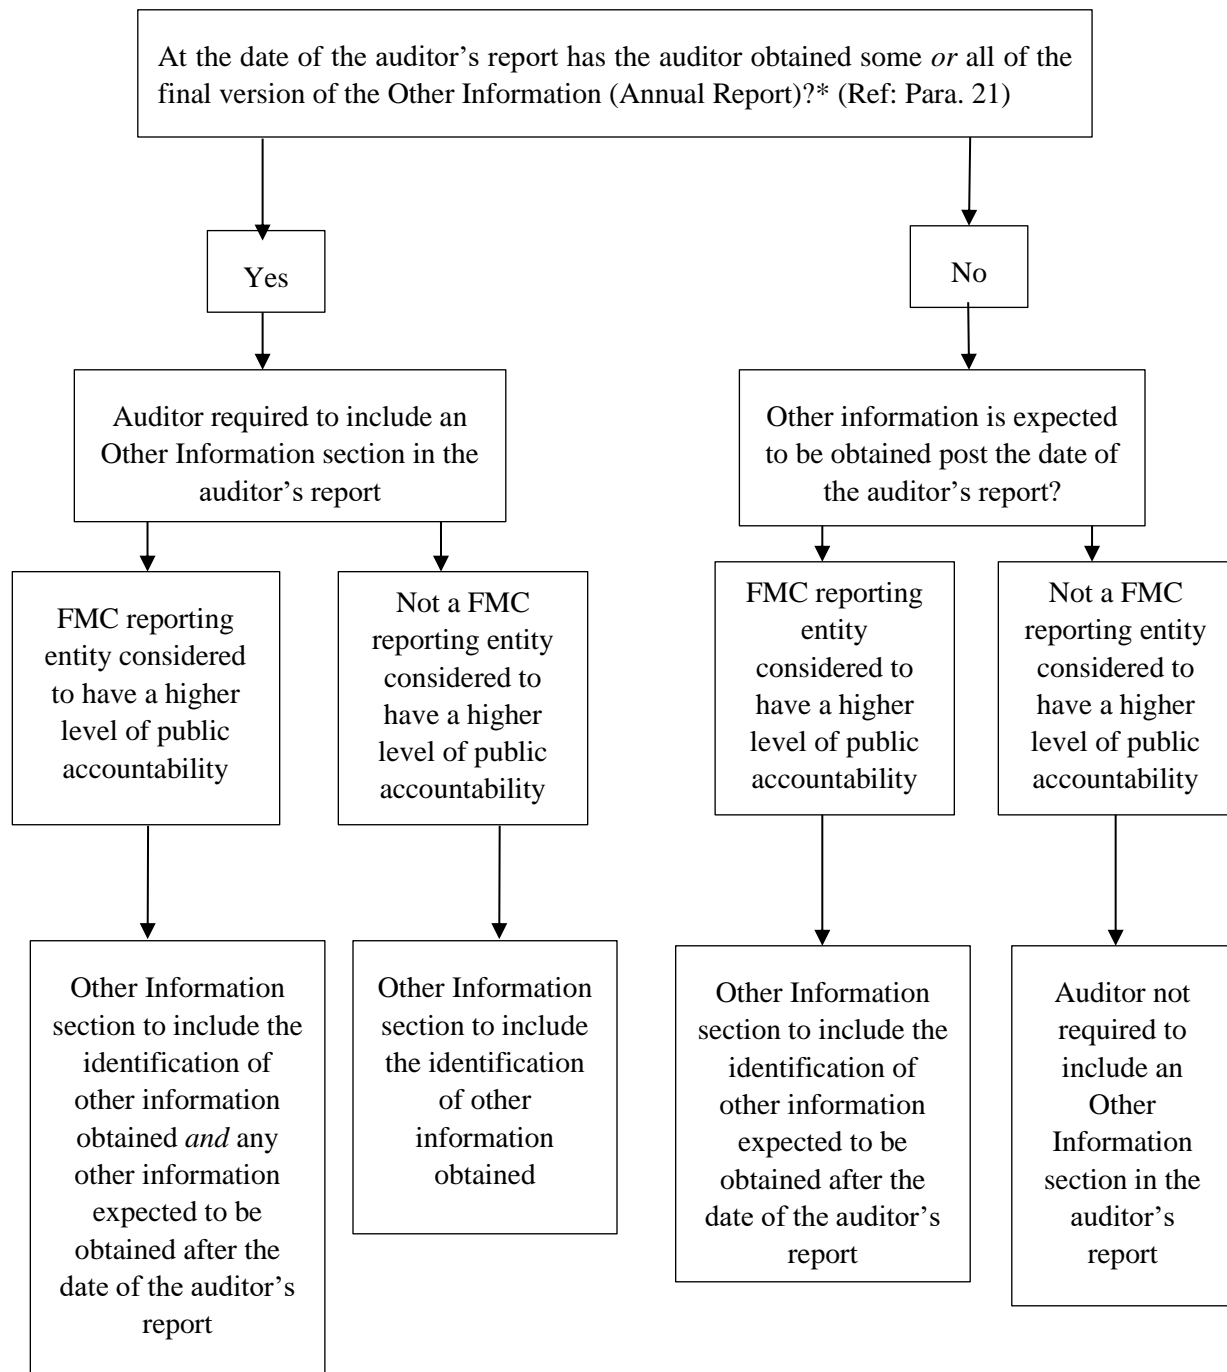 At the date of the auditor’s report has the auditor obtained some or all of the
final version of the Other Information (Annual Report)?* (Ref: Para. 21)
Yes
No
Auditor required to include an
Other Information section in the
auditor’s report
Other information is expected
to be obtained post the date of
the auditor’s report?
FMC reporting
entity considered
to have a higher
level of public
accountability
Not a FMC
reporting entity
considered to
have a higher
level of public
accountability
FMC reporting
entity
considered to
have a higher
level of public
accountability
Not a FMC
reporting entity
considered to
have a higher
level of public
accountability
Other Information
section to include the
identification of
other information
obtained and any
other information
expected to be
obtained after the
date of the auditor’s
report
Other Information
section to include
the identification
of other
information
obtained
Other Information
section to include the
identification of
other information
expected to be
obtained after the
date of the auditor’s
report
Auditor not
required to
include an
Other
Information
section in the
auditor’s
report